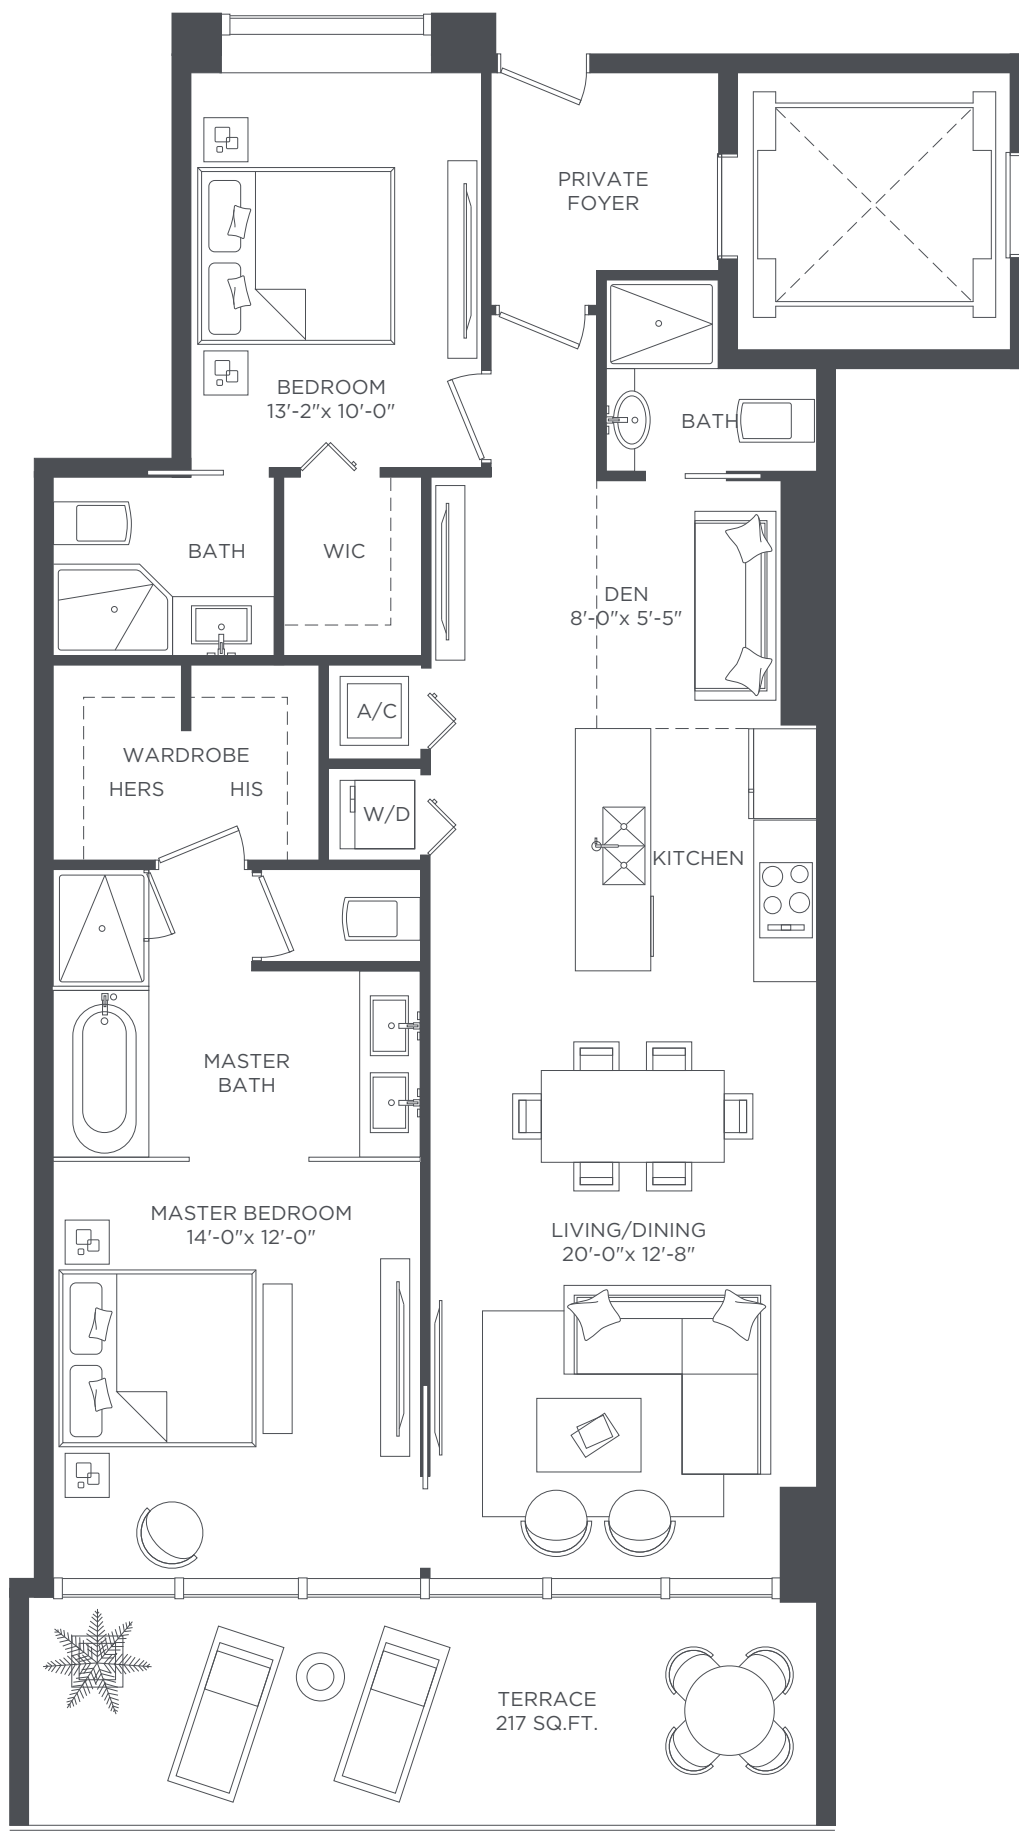 PRIVATE
FOYER
BEDROOM
13'-2"x 10'-0"
BATH
BATH
WIC
DEN
8'-0"x 5'-5"
A/C
WARDROBE
HERS HIS
W/D
KITCHEN
MASTER
BATH
MASTER BEDROOM
14'-0"x 12'-0"
LIVING/DINING
20'-0"x 12'-8"
TERRACE
217 SQ.FT.